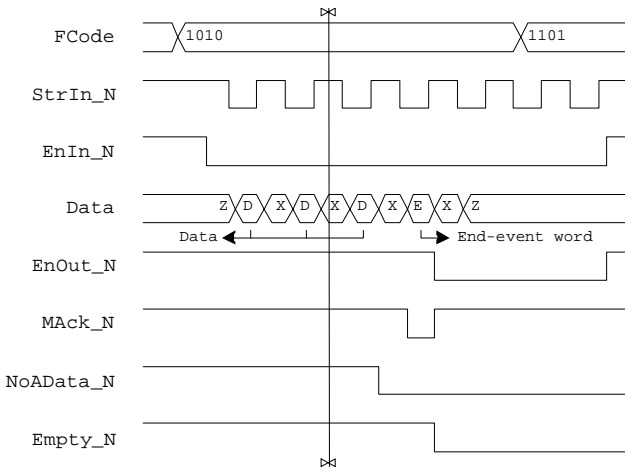 FCode 1010 1101
StrIn_N
EnIn_N
Data Z D X D X D X E X Z
Data End-event word
EnOut_N
MAck_N
NoAData_N
Empty_N